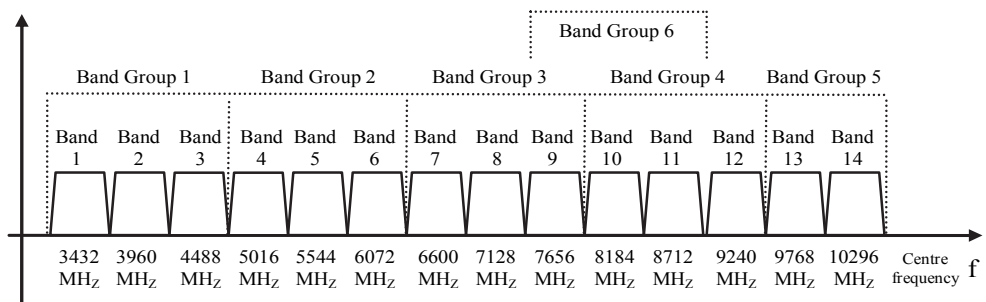 Band Group 6
Band Group 1 Band Group 2 Band Group 3 Band Group 4 Band Group 5
Band Band Band Band Band Band Band Band Band Band Band Band Band Band
1 2 3 4 5 6 7 8 9 10 11 12 13 14
3432 3960 4488 5016 5544 6072 6600 7128 7656 8184 8712 9240 9768 10296 Centre
MHz MHz MHz MHz MHz MHz MHz MHz MHz MHz MHz MHz MHz MHz frequency f